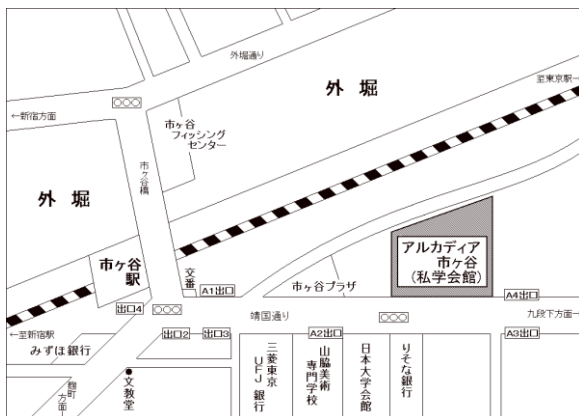 外堀通り
至東京駅→
外堀
←新宿方面
市ヶ谷
フィッシング
センター
市ヶ谷橋
外堀
市ヶ谷
駅
交番
A1出口
市ヶ谷プラザ
アルカディア
市ヶ谷
(私学会館)
A4出口
出口4
靖国通り
九段下方面→
←至新宿駅
出口2
出口3
A2出口
A3出口
みずほ銀行
麹町
方面
文教堂
三菱東京
UFJ銀行
山脇美術
専門学校
日本大学会館
りそな銀行